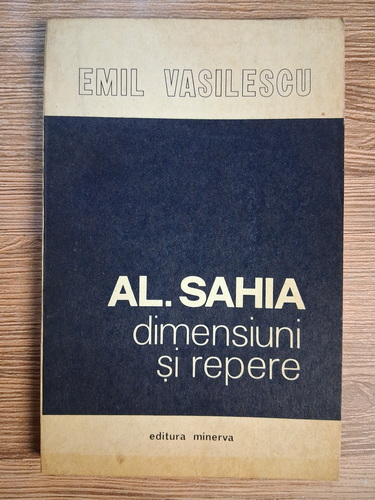 EMIL VASILESCU
AL. SAHIA
dimensiuni
și repere
editura minerva